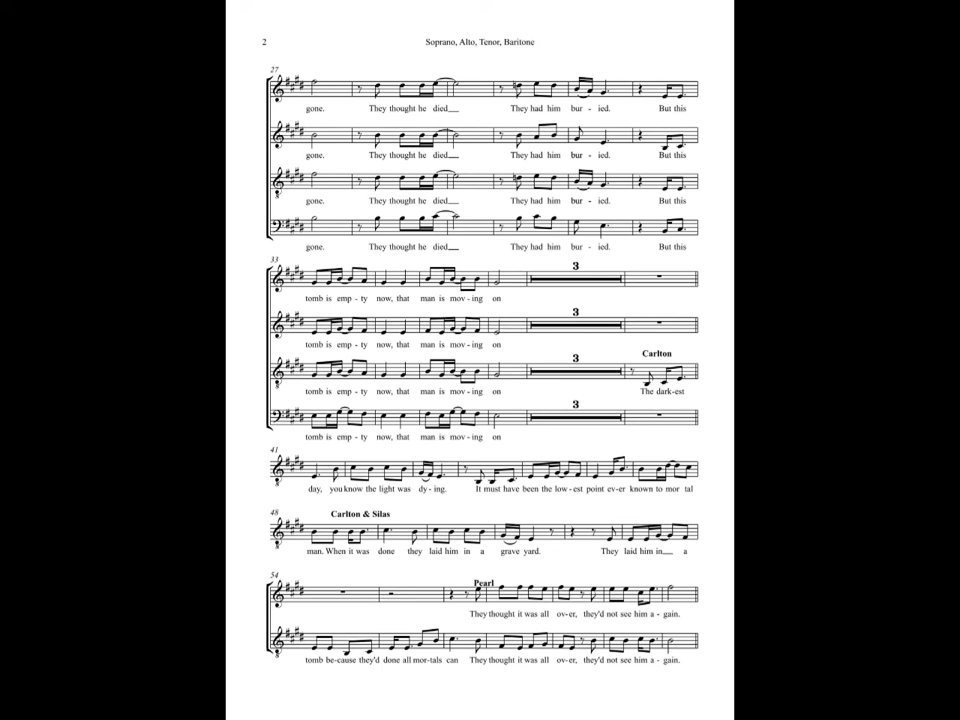 2
Soprano, Alto, Tenor, Baritone
27
gone. They thought he died__ They had him bur - ied. But this
gone. They thought he died__ They had him bur - ied. But this
gone. They thought he died__ They had him bur - ied. But this
gone. They thought he died__ They had him bur - ied. But this
33
3
tomb is emp - ty now, that man is mov - ing on
3
tomb is emp - ty now, that man is mov - ing on
3
Carlton
tomb is emp - ty now, that man is mov - ing on The dark-est
3
tomb is emp - ty now, that man is mov - ing on
41
day, you know the light was dy - ing. It must have been the low - est point ev - er known to mor tal
48
Carlton & Silas
man. When it was done they laid him in a grave yard. They laid him in__ a
54
Pearl
They thought it was all ov - er, they'd not see him a - gain.
tomb be-cause they'd done all mor-tals can They thought it was all ov - er, they'd not see him a - gain.